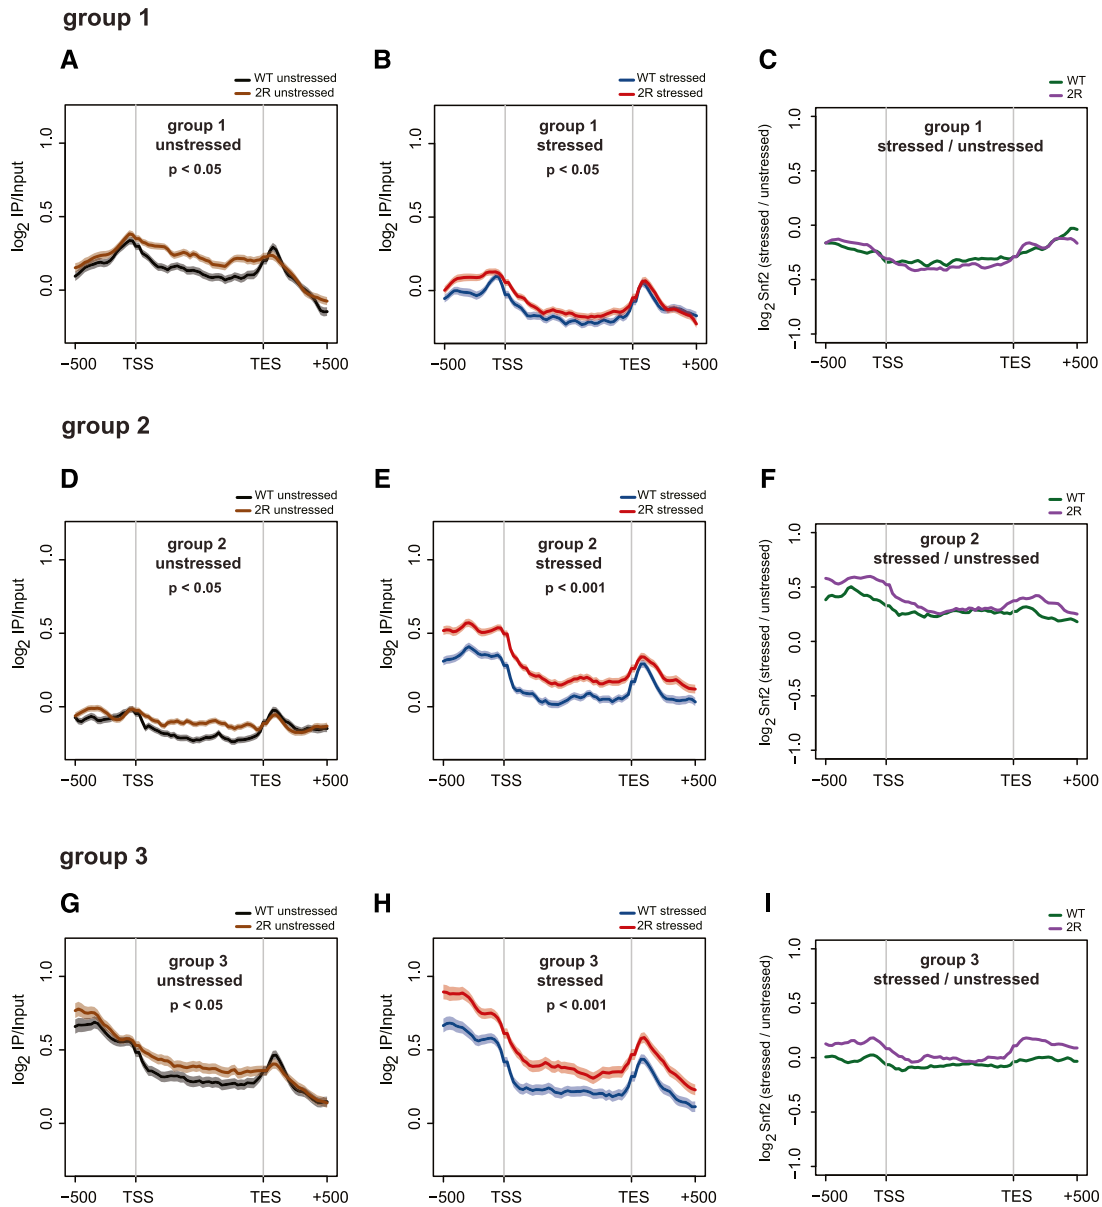 group 1
A
WT unstressed
2R unstressed
group 1
unstressed
p < 0.05
log2 IP/Input
1.0
0.5
0.0
−500
TSS
TES
+500
B
WT stressed
2R stressed
group 1
stressed
p < 0.05
log2 IP/Input
1.0
0.5
0.0
−500
TSS
TES
+500
C
WT
2R
group 1
stressed / unstressed
log2 Snf2 (stressed / unstressed)
1.0
0.5
0.0
−0.5
−1.0
−500
TSS
TES
+500
group 2
D
WT unstressed
2R unstressed
group 2
unstressed
p < 0.05
log2 IP/Input
1.0
0.5
0.0
−500
TSS
TES
+500
E
WT stressed
2R stressed
group 2
stressed
p < 0.001
log2 IP/Input
1.0
0.5
0.0
−500
TSS
TES
+500
F
WT
2R
group 2
stressed / unstressed
log2 Snf2 (stressed / unstressed)
1.0
0.5
0.0
−0.5
−1.0
−500
TSS
TES
+500
group 3
G
WT unstressed
2R unstressed
group 3
unstressed
p < 0.05
log2 IP/Input
1.0
0.5
0.0
−500
TSS
TES
+500
H
WT stressed
2R stressed
group 3
stressed
p < 0.001
log2 IP/Input
1.0
0.5
0.0
−500
TSS
TES
+500
I
WT
2R
group 3
stressed / unstressed
log2 Snf2 (stressed / unstressed)
1.0
0.5
0.0
−0.5
−1.0
−500
TSS
TES
+500